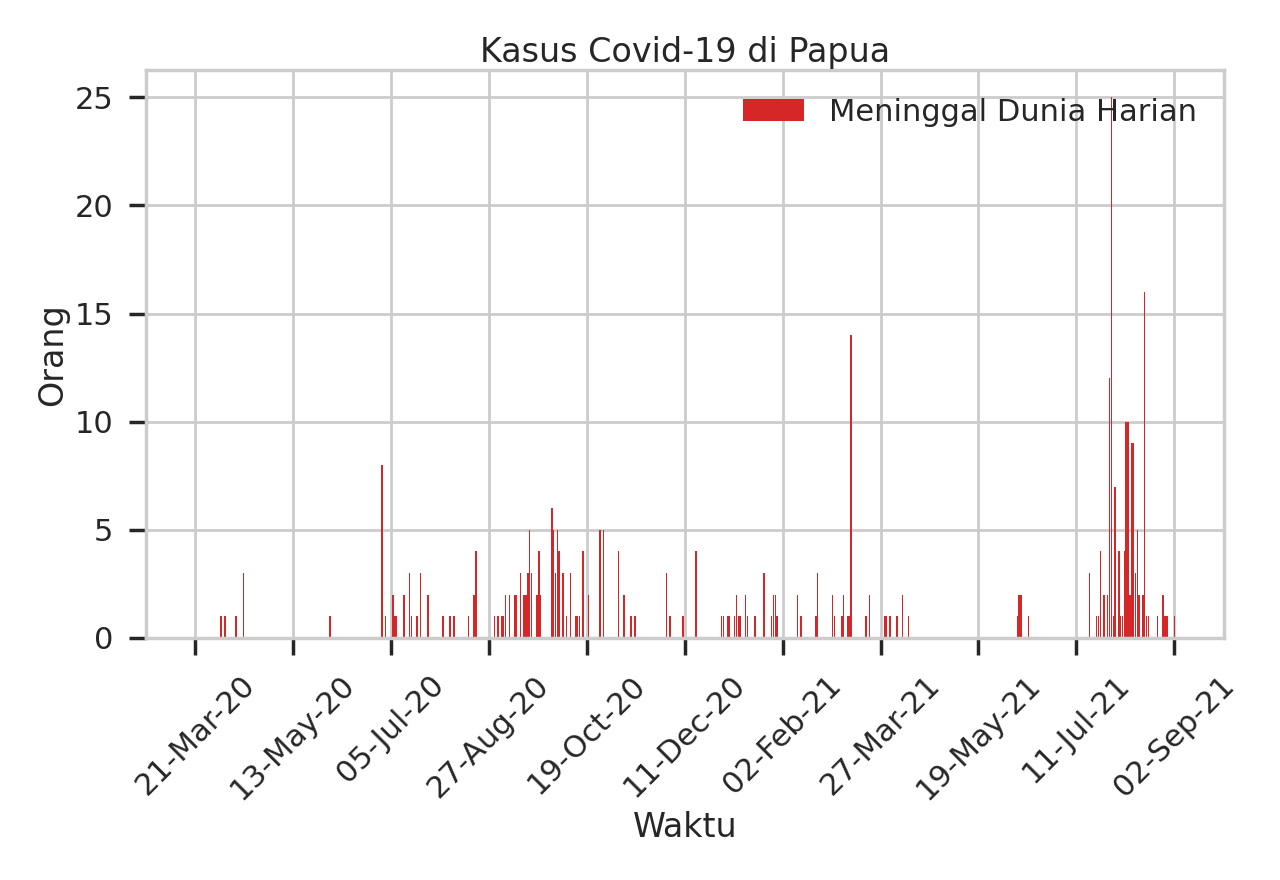 Kasus Covid-19 di Papua
Meninggal Dunia Harian
Orang
25
20
15
10
5
0
21-Mar-20
13-May-20
05-Jul-20
27-Aug-20
19-Oct-20
11-Dec-20
02-Feb-21
27-Mar-21
19-May-21
11-Jul-21
02-Sep-21
Waktu